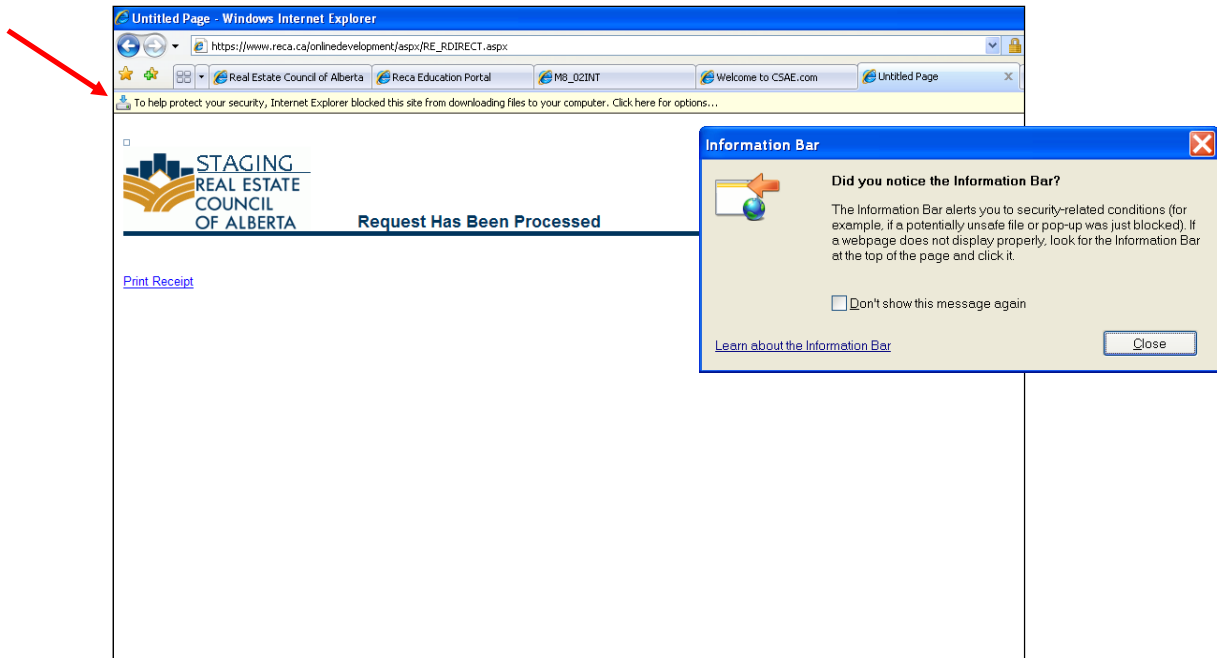 Untitled Page - Windows Internet Explorer
https://www.reca.ca/onlinedevelopment/aspx/RE_RDIRECT.aspx
Real Estate Council of Alberta
Reca Education Portal
M8_02INT
Welcome to CSAE.com
Untitled Page
To help protect your security, Internet Explorer blocked this site from downloading files to your computer. Click here for options...
STAGING
REAL ESTATE
COUNCIL
OF ALBERTA
Request Has Been Processed
Print Receipt
Information Bar
Did you notice the Information Bar?
The Information Bar alerts you to security-related conditions (for
example, if a potentially unsafe file or pop-up was just blocked). If
a webpage does not display properly, look for the Information Bar
at the top of the page and click it.
Don't show this message again
Learn about the Information Bar
Close